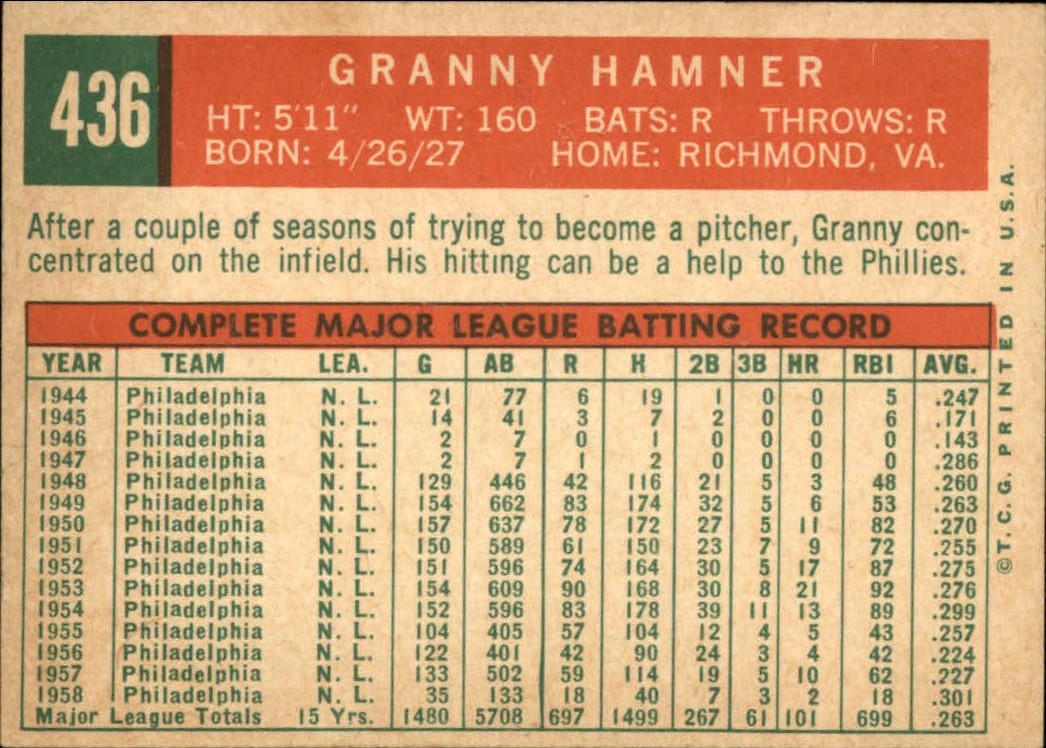 436
GRANNY HAMNER
HT: 5'11" WT: 160 BATS: R THROWS: R
BORN: 4/26/27 HOME: RICHMOND, VA.
After a couple of seasons of trying to become a pitcher, Granny con-
centrated on the infield. His hitting can be a help to the Phillies.
COMPLETE MAJOR LEAGUE BATTING RECORD
YEAR TEAM LEA. G AB R H 2B 3B HR RBI AVG.
1944 Philadelphia N. L. 21 77 6 19 1 0 0 5 .247
1945 Philadelphia N. L. 14 41 3 7 2 0 0 6 .171
1946 Philadelphia N. L. 2 7 0 1 0 0 0 0 .143
1947 Philadelphia N. L. 2 7 1 2 0 0 0 0 .286
1948 Philadelphia N. L. 129 446 42 116 21 5 3 48 .260
1949 Philadelphia N. L. 154 662 83 174 32 5 6 53 .263
1950 Philadelphia N. L. 157 637 78 172 27 5 11 82 .270
1951 Philadelphia N. L. 150 589 61 150 23 7 9 72 .255
1952 Philadelphia N. L. 151 596 74 164 30 5 17 87 .275
1953 Philadelphia N. L. 154 609 90 168 30 8 21 92 .276
1954 Philadelphia N. L. 152 596 83 178 39 11 13 89 .299
1955 Philadelphia N. L. 104 405 57 104 12 4 5 43 .257
1956 Philadelphia N. L. 122 401 42 90 24 3 4 42 .224
1957 Philadelphia N. L. 133 502 59 114 19 5 10 62 .227
1958 Philadelphia N. L. 35 133 18 40 7 3 2 18 .301
Major League Totals 15 Yrs. 1480 5708 697 1499 267 61 101 699 .263
©T. C. G. PRINTED IN U. S. A.